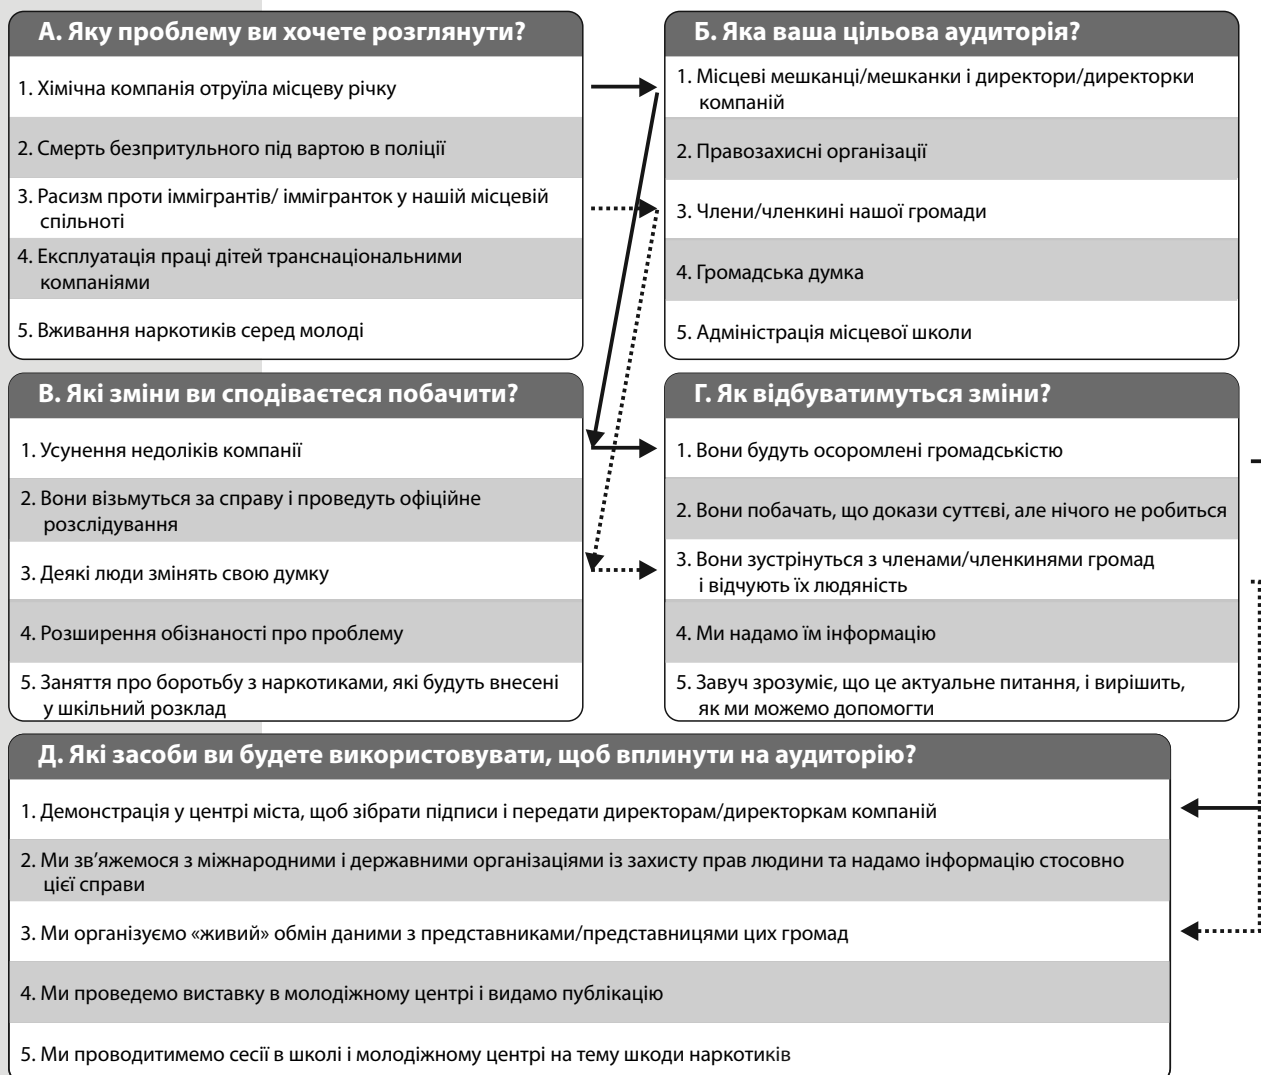 А. Яку проблему ви хочете розглянути?
1. Хімічна компанія отруїла місцеву річку
2. Смерть безпритульного під вартою в поліції
3. Расизм проти іммігрантів/ іммігранток у нашій місцевій
спільноті
4. Експлуатація праці дітей транснаціональними
компаніями
5. Вживання наркотиків серед молоді
Б. Яка ваша цільова аудиторія?
1. Місцеві мешканці/мешканки і директори/директорки
компаній
2. Правозахисні організації
3. Члени/членкині нашої громади
4. Громадська думка
5. Адміністрація місцевої школи
В. Які зміни ви сподіваєтеся побачити?
1. Усунення недоліків компанії
2. Вони візьмуться за справу і проведуть офіційне
розслідування
3. Деякі люди змінять свою думку
4. Розширення обізнаності про проблему
5. Заняття про боротьбу з наркотиками, які будуть внесені
у шкільний розклад
Г. Як відбуватимуться зміни?
1. Вони будуть осоромлені громадськістю
2. Вони побачать, що докази суттєві, але нічого не робиться
3. Вони зустрінуться з членами/членкинями громад
і відчують їх людяність
4. Ми надамо їм інформацію
5. Завуч зрозуміє, що це актуальне питання, і вирішить,
як ми можемо допомогти
Д. Які засоби ви будете використовувати, щоб вплинути на аудиторію?
1. Демонстрація у центрі міста, щоб зібрати підписи і передати директорам/директоркам компаній
2. Ми зв’яжемося з міжнародними і державними організаціями із захисту прав людини та надамо інформацію стосовно
цієї справи
3. Ми організуємо «живий» обмін даними з представниками/представницями цих громад
4. Ми проведемо виставку в молодіжному центрі і видамо публікацію
5. Ми проводитимемо сесії в школі і молодіжному центрі на тему шкоди наркотиків